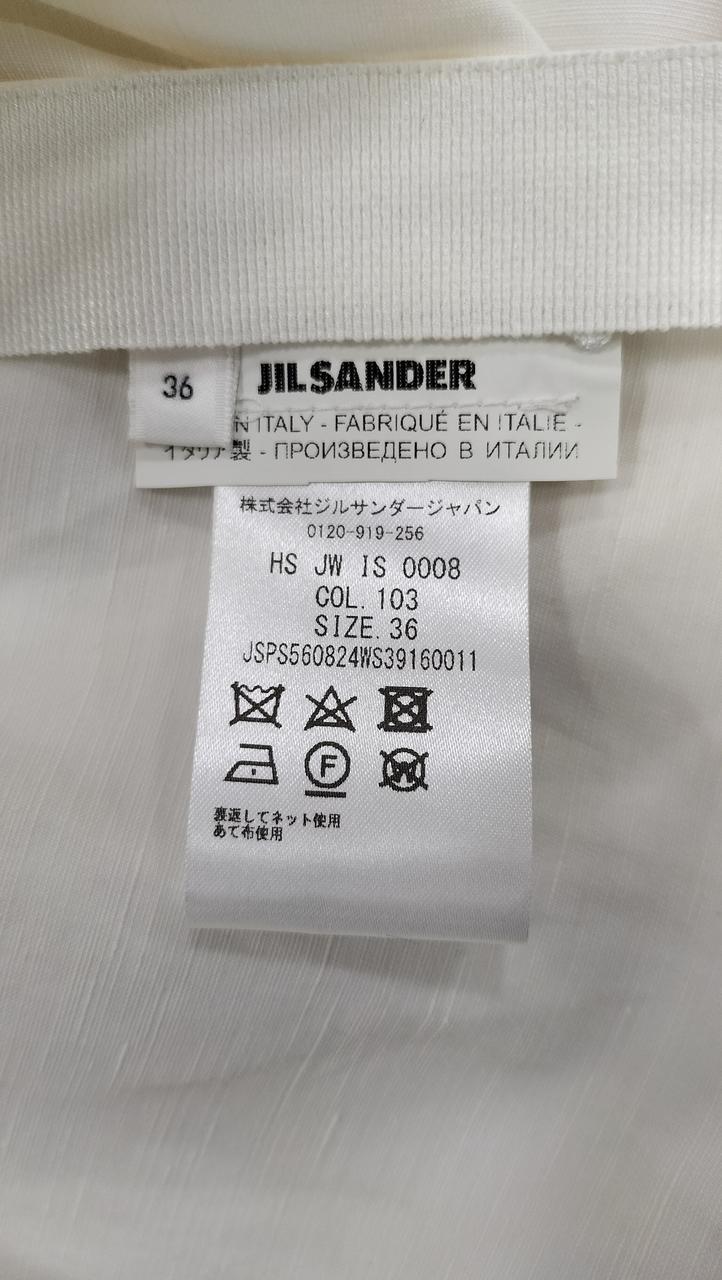 36
JIL SANDER
N ITALY - FABRIQUÉ EN ITALIE -
イタリア製 - ПРОИЗВЕДЕНО В ИТАЛИИ
株式会社ジルサンダージャパン
0120-919-256
HS JW IS 0008
COL. 103
SIZE. 36
JSPS560824WS39160011
F
W
裏返してネット使用
あて布使用